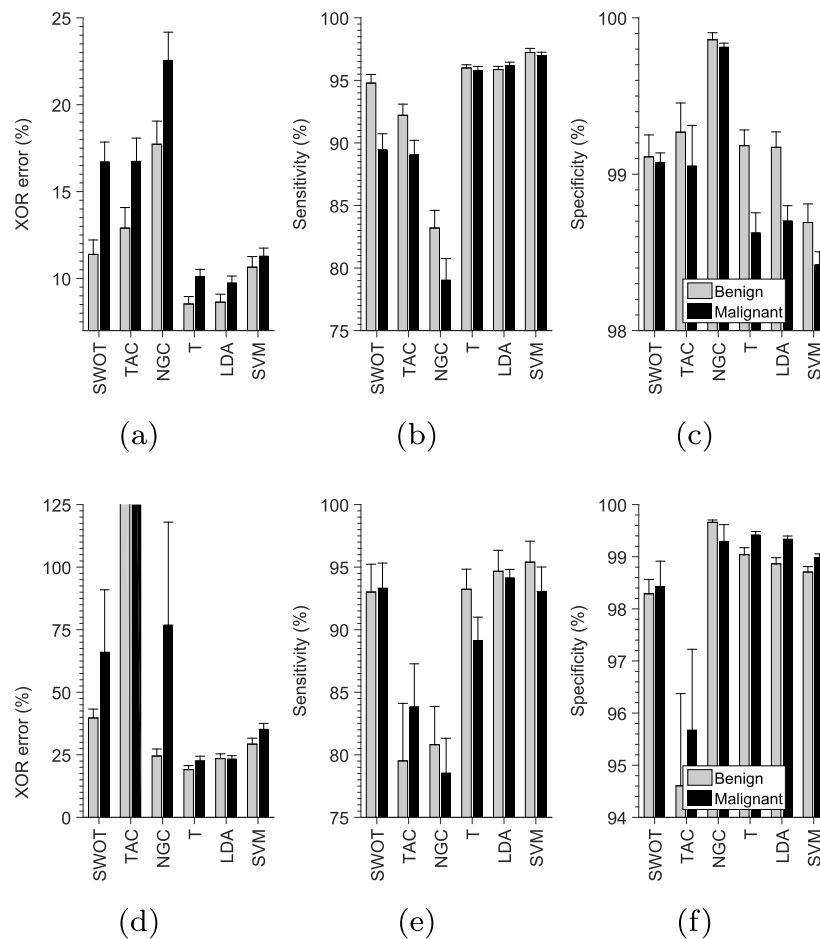 XOR error (%)
25
20
15
10
SWOT
TAC
NGC
T
LDA
SVM
(a)
Sensitivity (%)
100
95
90
85
80
75
SWOT
TAC
NGC
T
LDA
SVM
(b)
Specificity (%)
100
99
98
Benign
Malignant
SWOT
TAC
NGC
T
LDA
SVM
(c)
XOR error (%)
125
100
75
50
25
0
SWOT
TAC
NGC
T
LDA
SVM
(d)
Sensitivity (%)
100
95
90
85
80
75
SWOT
TAC
NGC
T
LDA
SVM
(e)
Specificity (%)
100
99
98
97
96
95
94
Benign
Malignant
SWOT
TAC
NGC
T
LDA
SVM
(f)